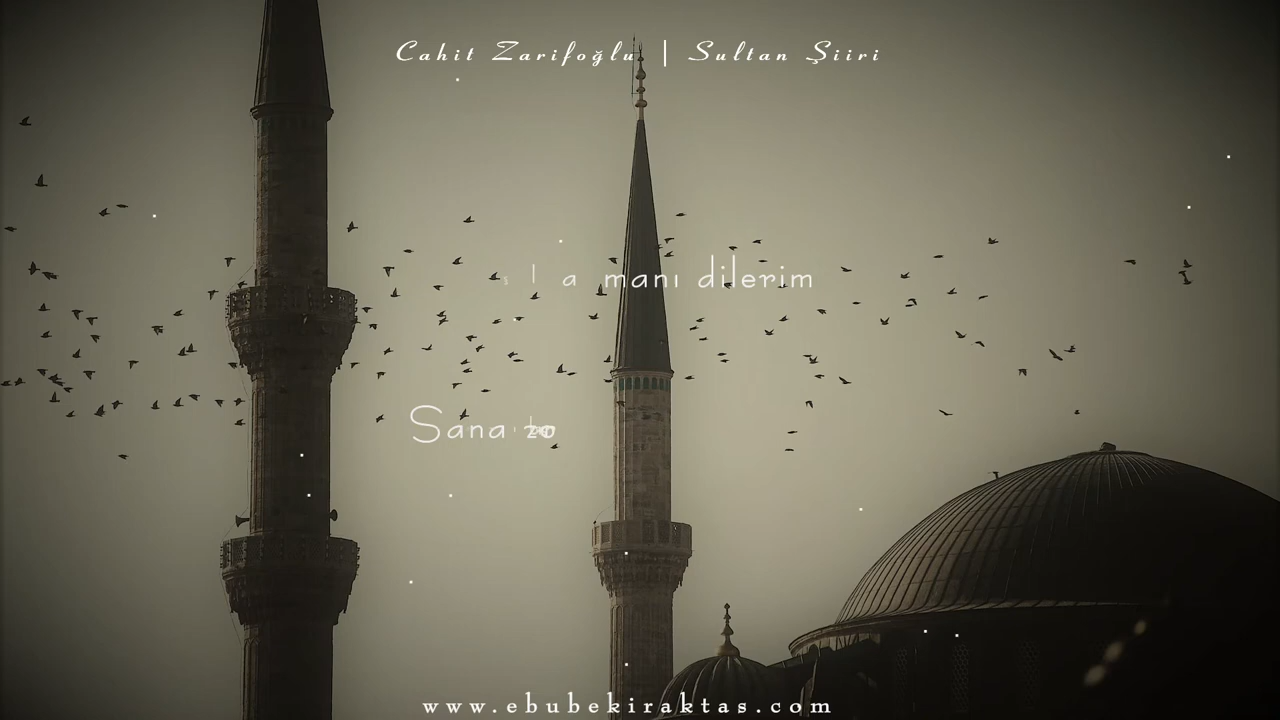 Cahit Zarifoğlu | Sultan Şiiri
manı dilerim
Sana
www.ebubekiraktas.com